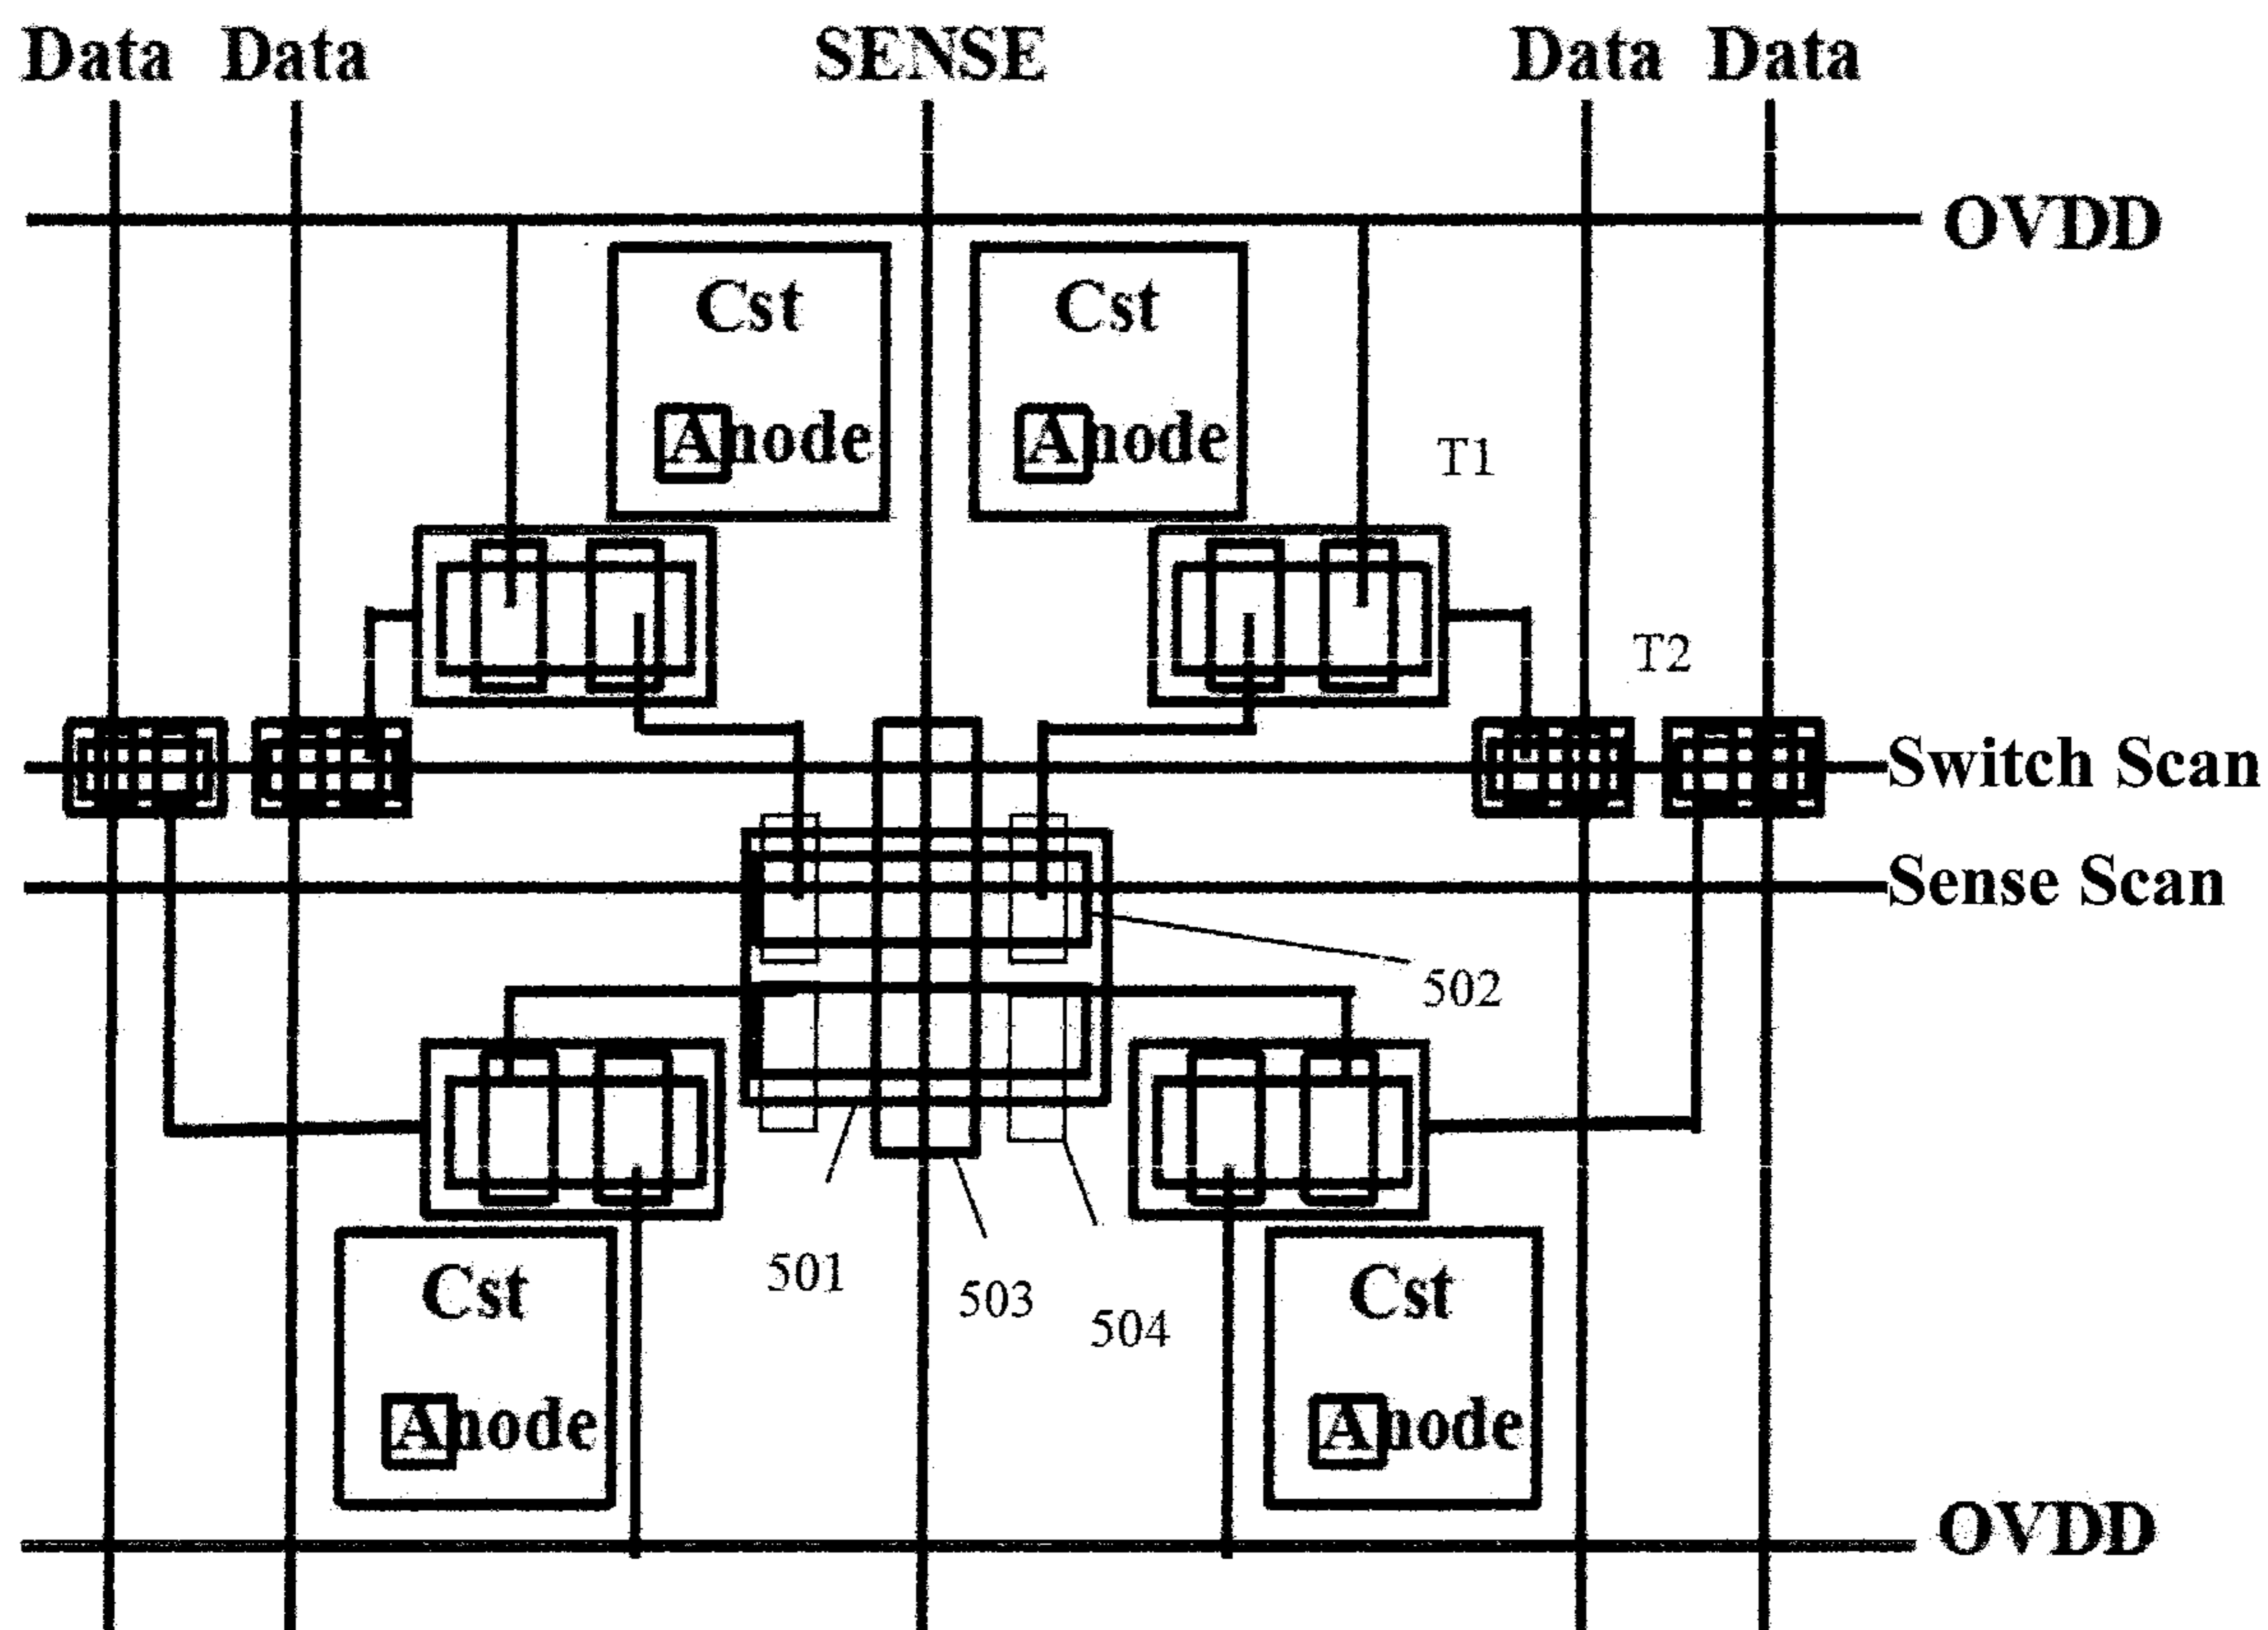 Data Data SENSE Data Data
OVDD
Cst Cst
Anode Anode
T1
T2
Switch Scan
Sense Scan
502
501 503 504
Cst Cst
Anode Anode
OVDD